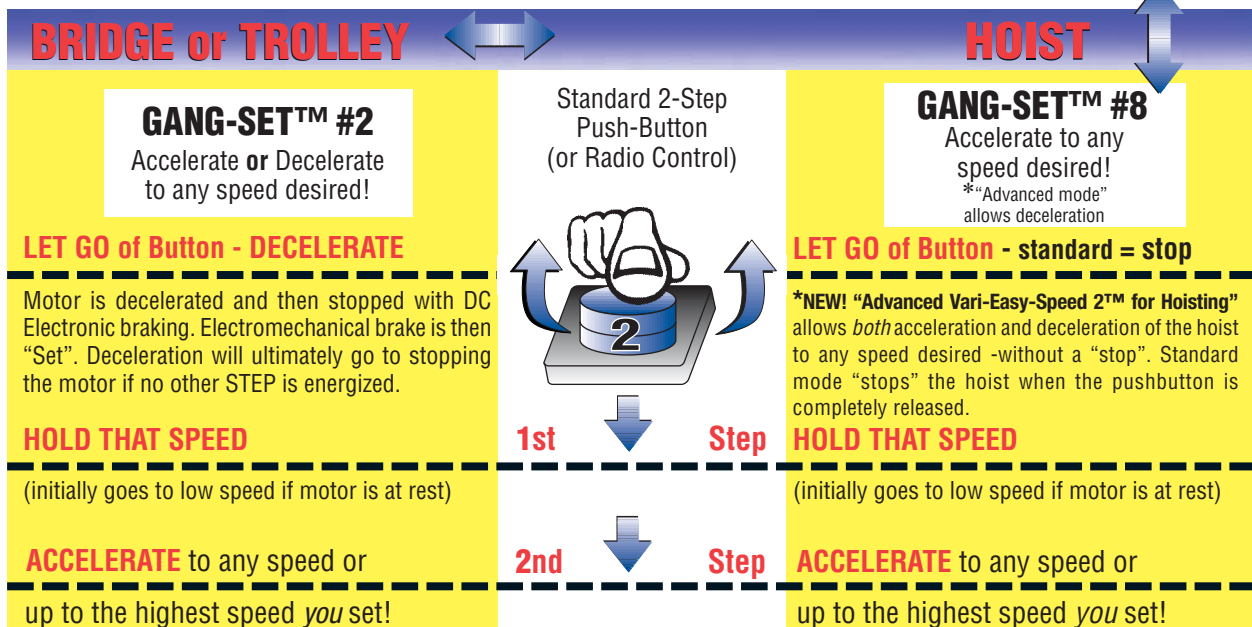 BRIDGE or TROLLEY
HOIST
GANG-SET™ #2
Accelerate or Decelerate
to any speed desired!
LET GO of Button - DECELERATE
Motor is decelerated and then stopped with DC
Electronic braking. Electromechanical brake is then
“Set”. Deceleration will ultimately go to stopping
the motor if no other STEP is energized.
HOLD THAT SPEED
(initially goes to low speed if motor is at rest)
ACCELERATE to any speed or
up to the highest speed you set!
Standard 2-Step
Push-Button
(or Radio Control)
2
1st Step
2nd Step
GANG-SET™ #8
Accelerate to any
speed desired!
*“Advanced mode”
allows deceleration
LET GO of Button - standard = stop
*NEW! “Advanced Vari-Easy-Speed 2™ for Hoisting”
allows both acceleration and deceleration of the hoist
to any speed desired -without a “stop”. Standard
mode “stops” the hoist when the pushbutton is
completely released.
HOLD THAT SPEED
(initially goes to low speed if motor is at rest)
ACCELERATE to any speed or
up to the highest speed you set!